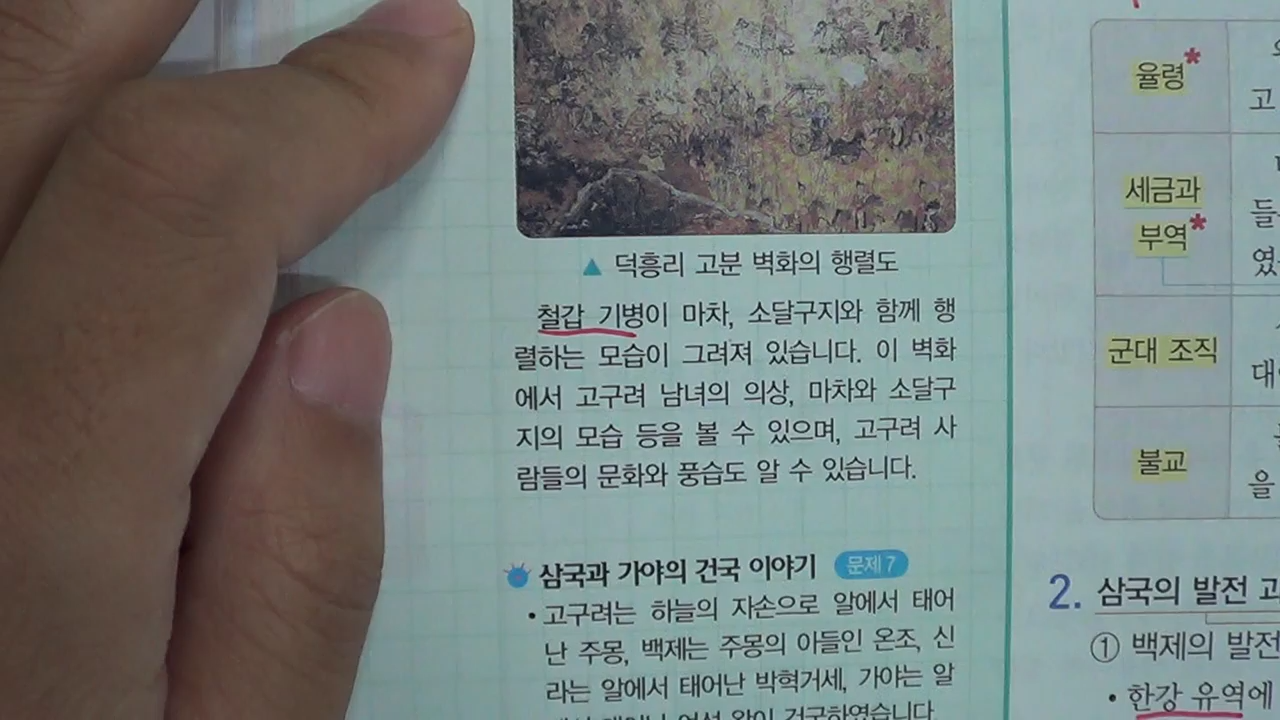 ▲ 덕흥리 고분 벽화의 행렬도
철갑 기병이 마차, 소달구지와 함께 행
렬하는 모습이 그려져 있습니다. 이 벽화
에서 고구려 남녀의 의상, 마차와 소달구
지의 모습 등을 볼 수 있으며, 고구려 사
람들의 문화와 풍습도 알 수 있습니다.
삼국과 가야의 건국 이야기 문제 7
• 고구려는 하늘의 자손으로 알에서 태어
난 주몽, 백제는 주몽의 아들인 온조, 신
라는 알에서 태어난 박혁거세, 가야는 알
건국하였습니다
율령*
고
세금과
부역*
들
였
군대 조직
대
불교
을
2. 삼국의 발전 고
① 백제의 발전
• 한강 유역에